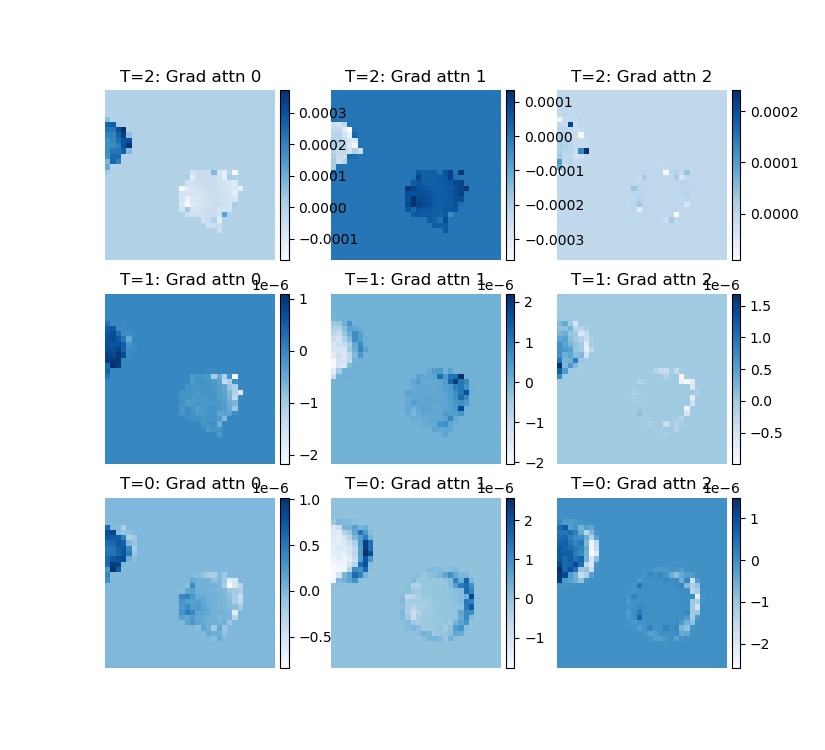 T=2: Grad attn 0
0.0003
0.0002
0.0001
0.0000
−0.0001
T=2: Grad attn 1
0.0001
0.0000
−0.0001
−0.0002
−0.0003
T=2: Grad attn 2
0.0002
0.0001
0.0000
T=1: Grad attn 0
1e−6
1
0
−1
−2
T=1: Grad attn 1
1e−6
2
1
0
−1
−2
T=1: Grad attn 2
1e−6
1.5
1.0
0.5
0.0
−0.5
T=0: Grad attn 0
1e−6
1.0
0.5
0.0
−0.5
T=0: Grad attn 1
1e−6
2
1
0
−1
T=0: Grad attn 2
1e−6
1
0
−1
−2